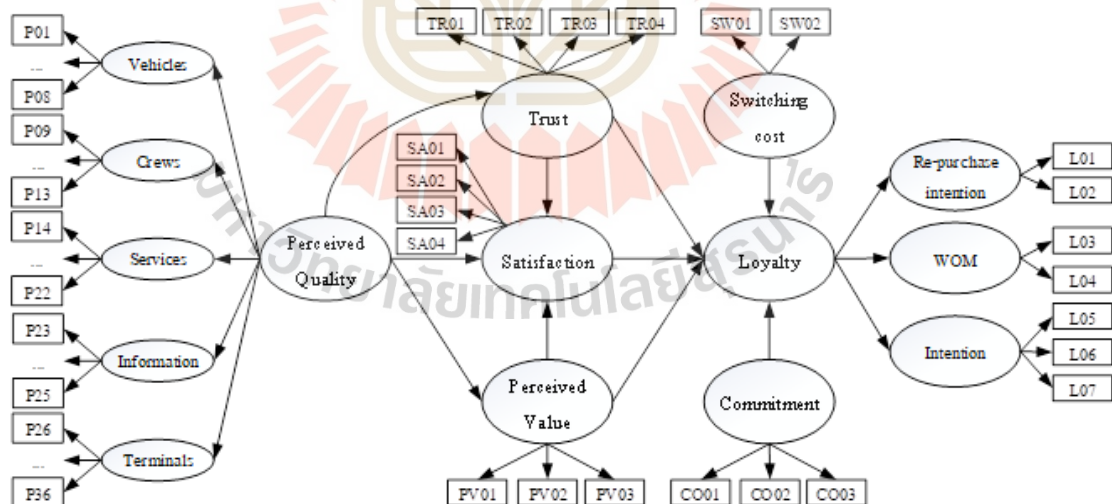 TR01 TR02 TR03 TR04 SW01 SW02
P01
...
P08
Vehicles
Trust
Switching
cost
P09
...
P13
Crews
SA01
SA02
SA03
SA04
Re-purchase
intention
L01
L02
P14
...
P22
Services
Perceived
Quality
Satisfaction
Loyalty
WOM
L03
L04
P23
...
P25
Information
Intention
L05
L06
L07
P26
...
P36
Terminals
Perceived
Value
Commitment
PV01 PV02 PV03 CO01 CO02 CO03